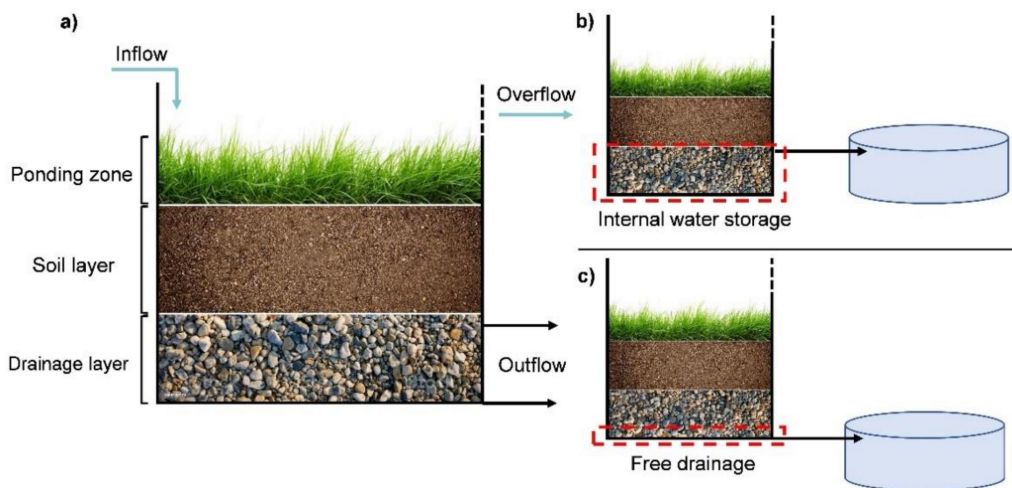 a)
Inflow
Overflow
Ponding zone
Soil layer
Drainage layer
Outflow
b)
Internal water storage
c)
Free drainage